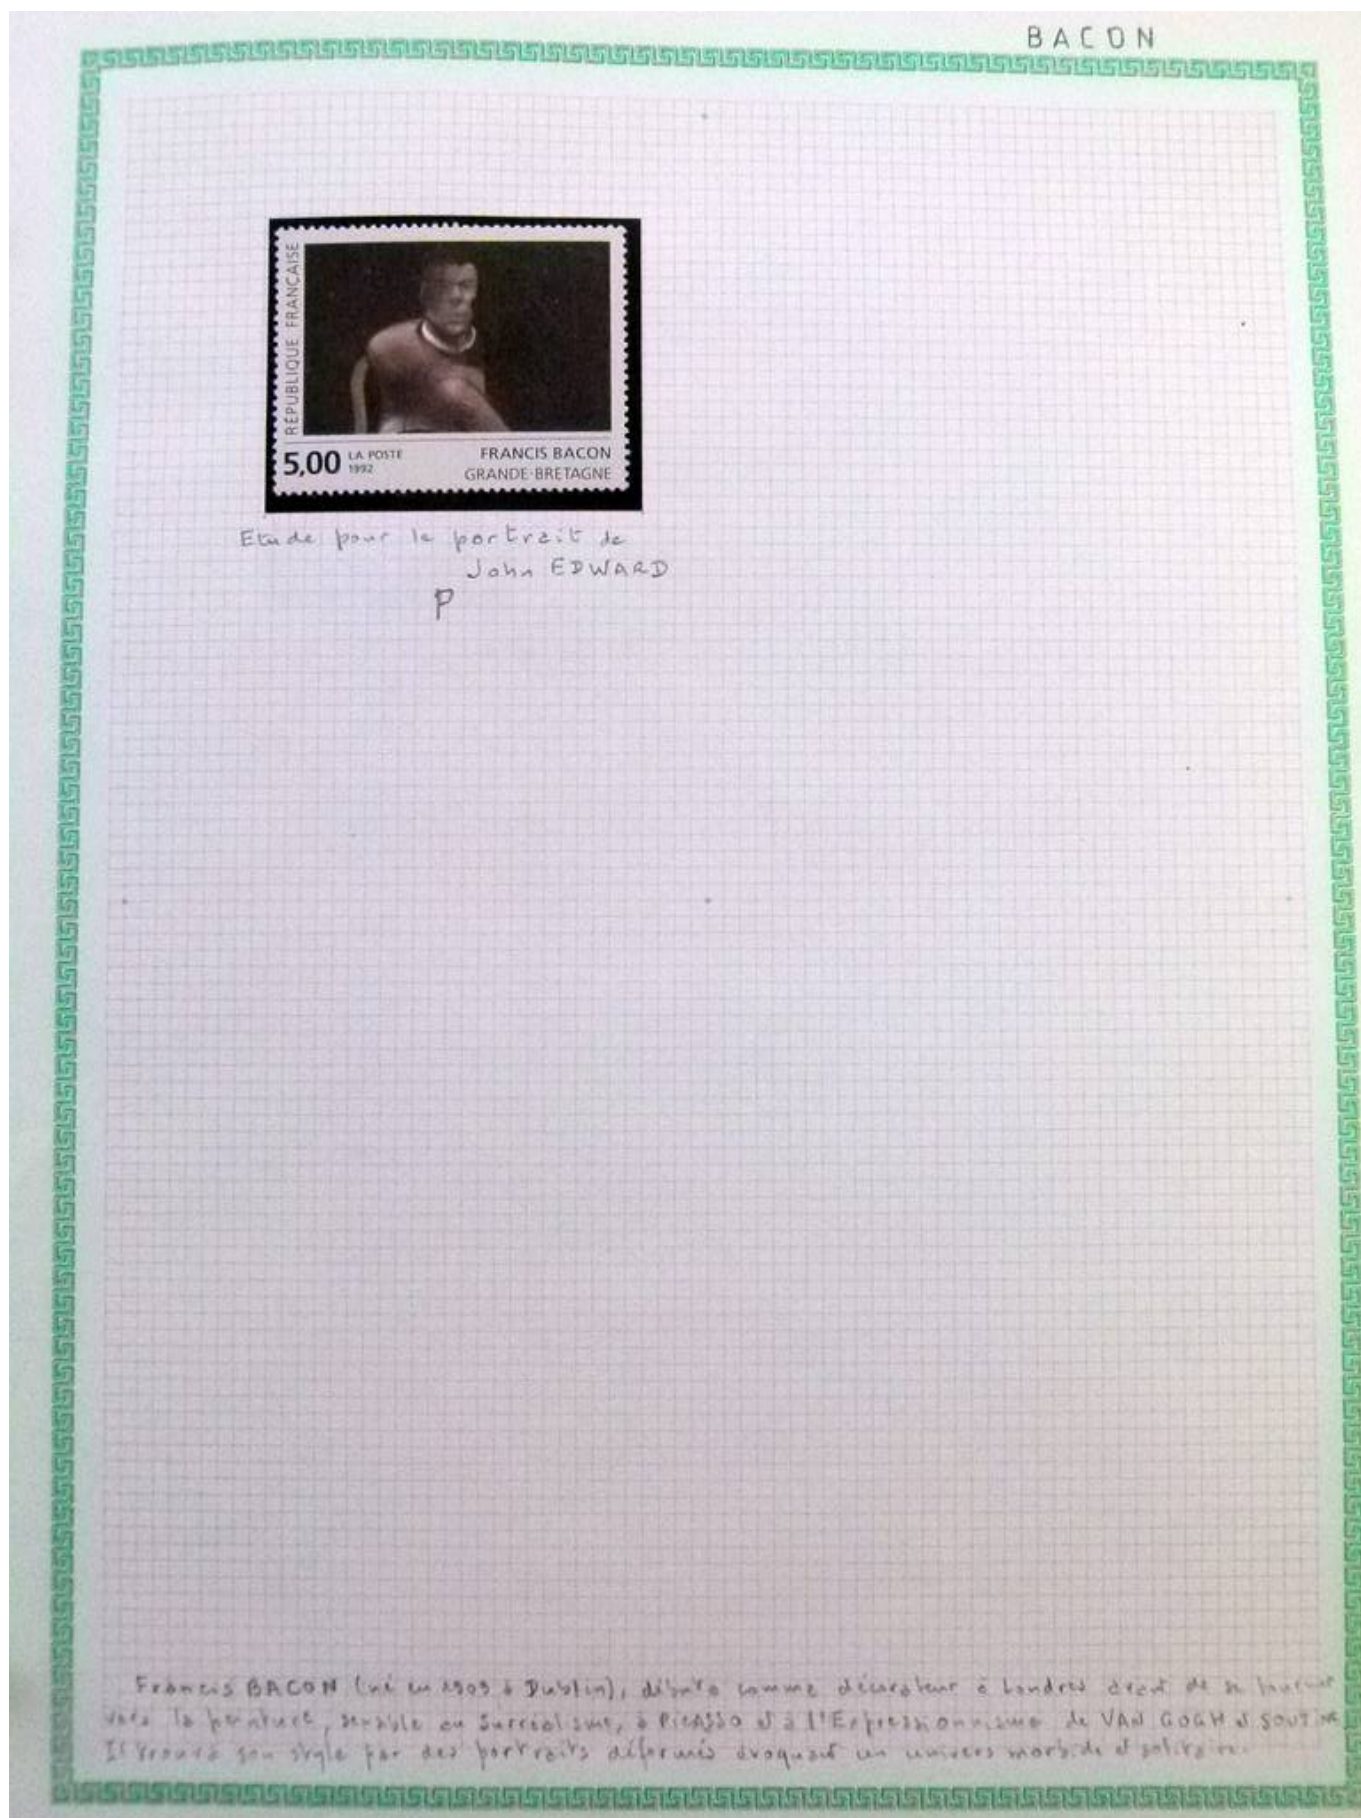 BACON
RÉPUBLIQUE FRANÇAISE
5,00 LA POSTE 1992
FRANCIS BACON
GRANDE-BRETAGNE
Etude pour le portrait de
John EDWARD
P
Francis BACON (né en 1909 à Dublin), débute comme décorateur à Londres avant de se tourner
vers la peinture, sensible au Surréalisme, à PICASSO et à l'Expressionnisme de VAN GOGH et SOUTINE
Il trouve son style par des portraits déformés évoquant un univers morbide et solitaire.